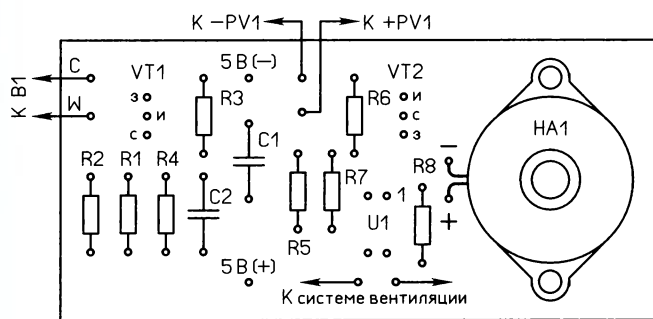 К –PV1 К +PV1
К В1
С
W
VT1
з
и
с
5 В (–)
R3
R6
VT2
и
с
з
HA1
C1
R2 R1 R4
C2
R5
R7
1
U1
R8
–
+
5 В (+)
К системе вентиляции